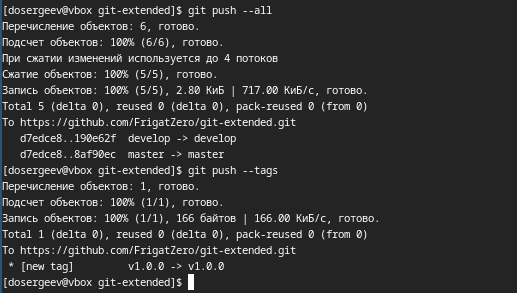 [dosergeev@vbox git-extended]$ git push --all
Перечисление объектов: 6, готово.
Подсчет объектов: 100% (6/6), готово.
При сжатии изменений используется до 4 потоков
Сжатие объектов: 100% (5/5), готово.
Запись объектов: 100% (5/5), 2.80 КиБ | 717.00 КиБ/с, готово.
Total 5 (delta 0), reused 0 (delta 0), pack-reused 0 (from 0)
To https://github.com/FrigatZero/git-extended.git
   d7edce8..190e62f  develop -> develop
   d7edce8..8af90ec  master -> master
[dosergeev@vbox git-extended]$ git push --tags
Перечисление объектов: 1, готово.
Подсчет объектов: 100% (1/1), готово.
Запись объектов: 100% (1/1), 166 байтов | 166.00 КиБ/с, готово.
Total 1 (delta 0), reused 0 (delta 0), pack-reused 0 (from 0)
To https://github.com/FrigatZero/git-extended.git
 * [new tag]         v1.0.0 -> v1.0.0
[dosergeev@vbox git-extended]$